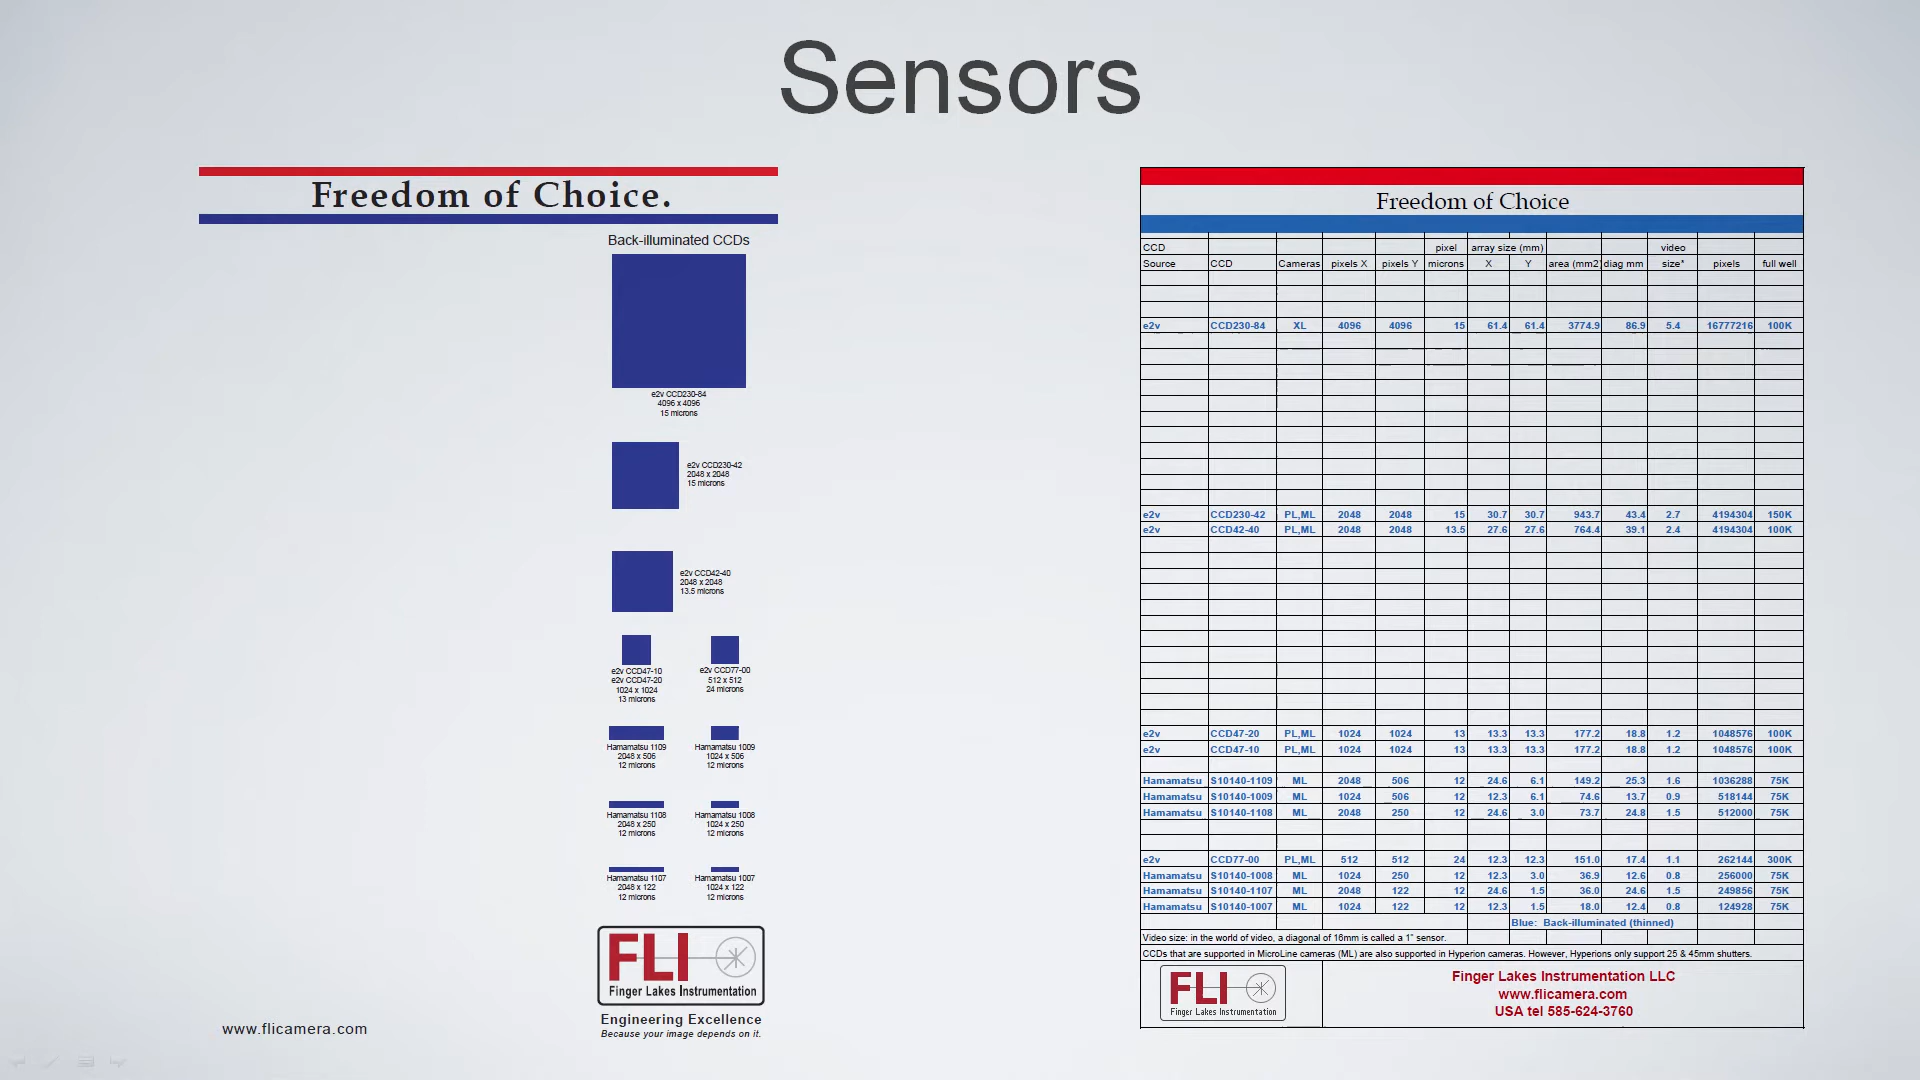 Sensors
Freedom of Choice.
Back-illuminated CCDs
e2v CCD230-84
4096 x 4096
15 microns
e2v CCD230-42
2048 x 2048
15 microns
e2v CCD42-40
2048 x 2048
13.5 microns
e2v CCD47-10
e2v CCD47-20
1024 x 1024
13 microns
e2v CCD77-00
512 x 512
24 microns
Hamamatsu 1109
2048 x 506
12 microns
Hamamatsu 1009
1024 x 506
12 microns
Hamamatsu 1108
2048 x 250
12 microns
Hamamatsu 1008
1024 x 250
12 microns
Hamamatsu 1107
2048 x 122
12 microns
Hamamatsu 1007
1024 x 122
12 microns
FLI
Finger Lakes Instrumentation
Engineering Excellence
Because your image depends on it.
www.flicamera.com
Freedom of Choice
CCD pixel array size (mm) video
Source CCD Cameras pixels X pixels Y microns X Y area (mm2) diag mm size* pixels full well
e2v CCD230-84 XL 4096 4096 15 61.4 61.4 3774.9 86.9 5.4 16777216 100K
e2v CCD230-42 PL,ML 2048 2048 15 30.7 30.7 943.7 43.4 2.7 4194304 150K
e2v CCD42-40 PL,ML 2048 2048 13.5 27.6 27.6 764.4 39.1 2.4 4194304 100K
e2v CCD47-20 PL,ML 1024 1024 13 13.3 13.3 177.2 18.8 1.2 1048576 100K
e2v CCD47-10 PL,ML 1024 1024 13 13.3 13.3 177.2 18.8 1.2 1048576 100K
Hamamatsu S10140-1109 ML 2048 506 12 24.6 6.1 149.2 25.3 1.6 1036288 75K
Hamamatsu S10140-1009 ML 1024 506 12 12.3 6.1 74.6 13.7 0.9 518144 75K
Hamamatsu S10140-1108 ML 2048 250 12 24.6 3.0 73.7 24.8 1.5 512000 75K
e2v CCD77-00 PL,ML 512 512 24 12.3 12.3 151.0 17.4 1.1 262144 300K
Hamamatsu S10140-1008 ML 1024 250 12 12.3 3.0 36.9 12.6 0.8 256000 75K
Hamamatsu S10140-1107 ML 2048 122 12 24.6 1.5 36.0 24.6 1.5 249856 75K
Hamamatsu S10140-1007 ML 1024 122 12 12.3 1.5 18.0 12.4 0.8 124928 75K
Blue: Back-illuminated (thinned)
Video size: in the world of video, a diagonal of 16mm is called a 1" sensor.
CCDs that are supported in MicroLine cameras (ML) are also supported in Hyperion cameras. However, Hyperions only support 25 & 45mm shutters.
FLI
Finger Lakes Instrumentation
Finger Lakes Instrumentation LLC
www.flicamera.com
USA tel 585-624-3760